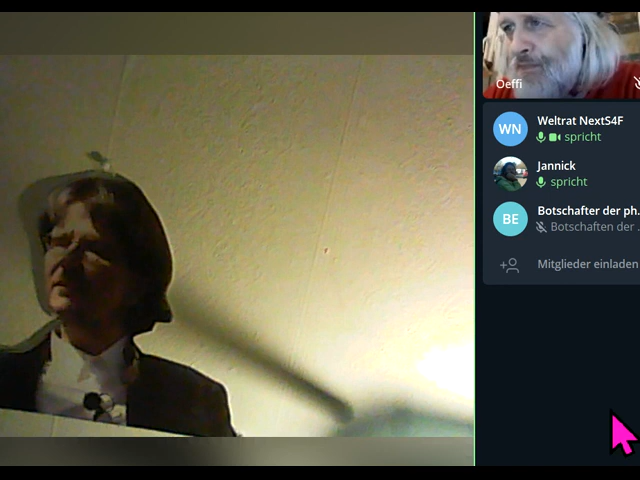 Oeffi
WN
Weltrat NextS4F
spricht
Jannick
spricht
BE
Botschafter der ph..
Botschaften der ..
Mitglieder einladen